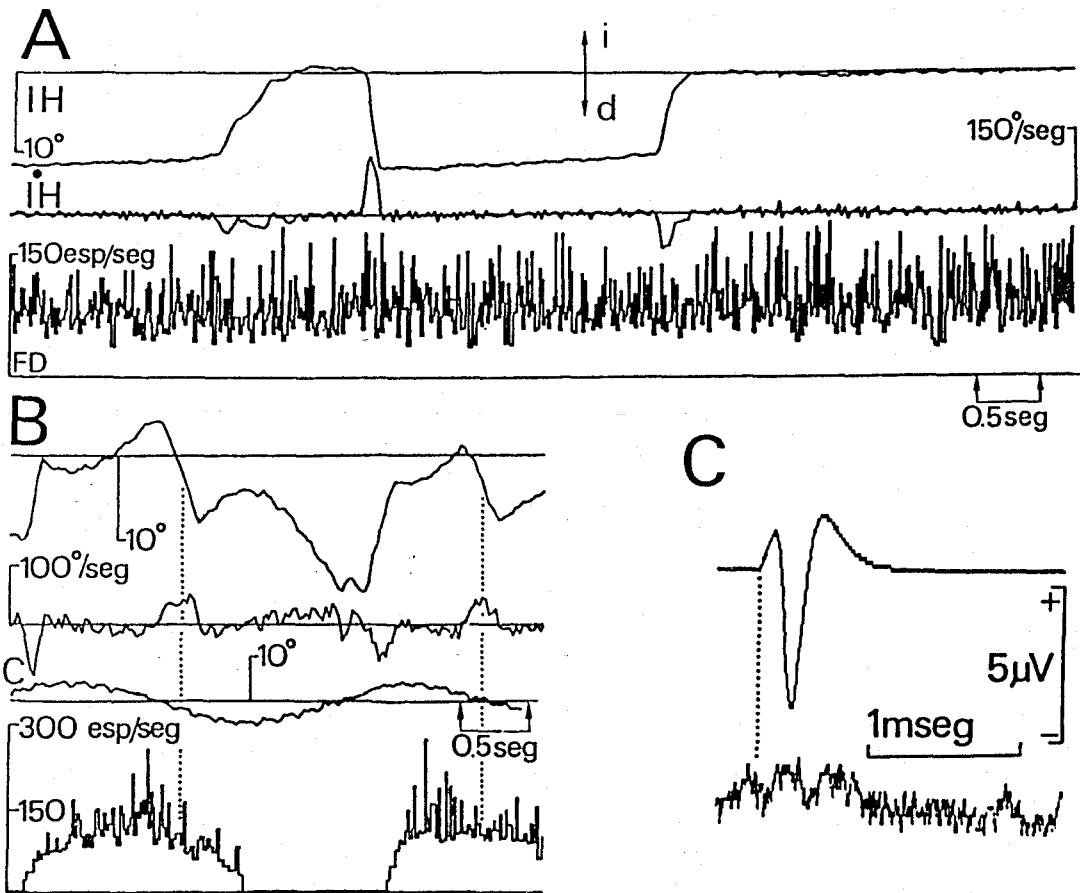 A
i
d
IH
10°
150°/seg
İH
150esp/seg
FD
0.5seg
B
10°
100°/seg
10°
C
0.5seg
300 esp/seg
150
C
+
5µV
−
1mseg